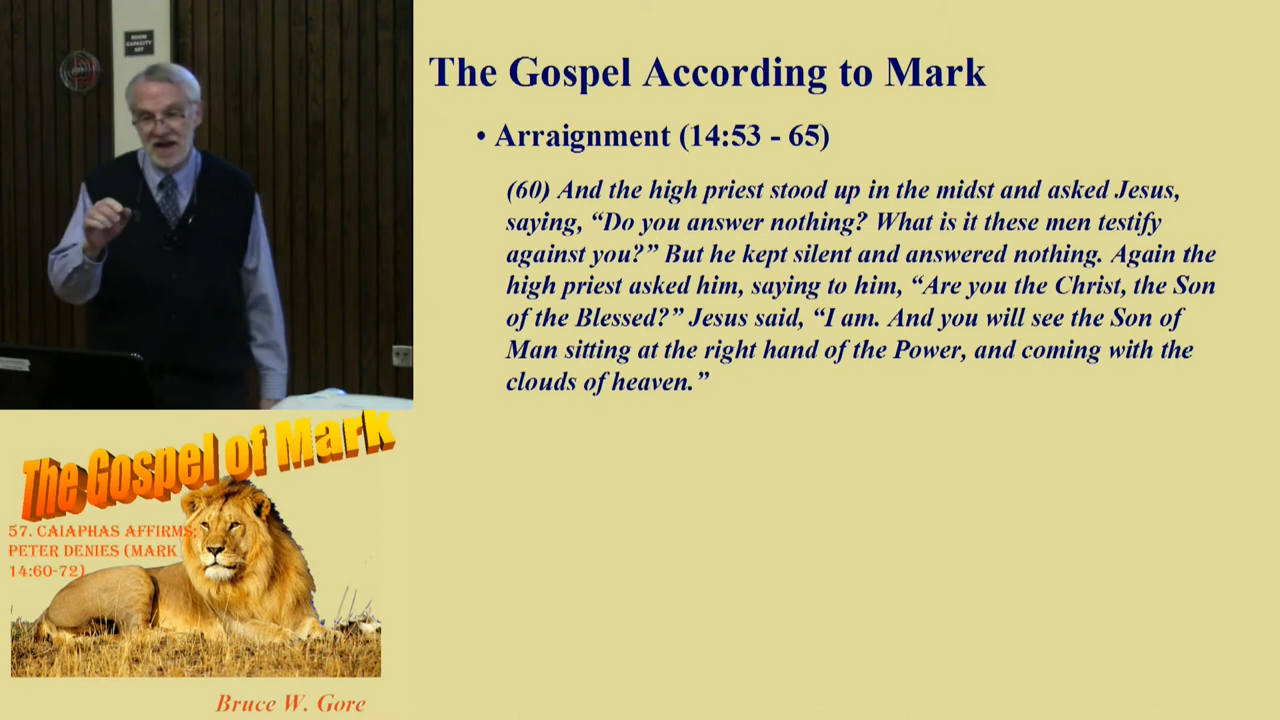 ROOM
CAPACITY
The Gospel According to Mark
• Arraignment (14:53 - 65)
(60) And the high priest stood up in the midst and asked Jesus,
saying, “Do you answer nothing? What is it these men testify
against you?” But he kept silent and answered nothing. Again the
high priest asked him, saying to him, “Are you the Christ, the Son
of the Blessed?” Jesus said, “I am. And you will see the Son of
Man sitting at the right hand of the Power, and coming with the
clouds of heaven.”
The Gospel of Mark
57. CAIAPHAS AFFIRMS;
PETER DENIES (MARK
14:60-72)
Bruce W. Gore